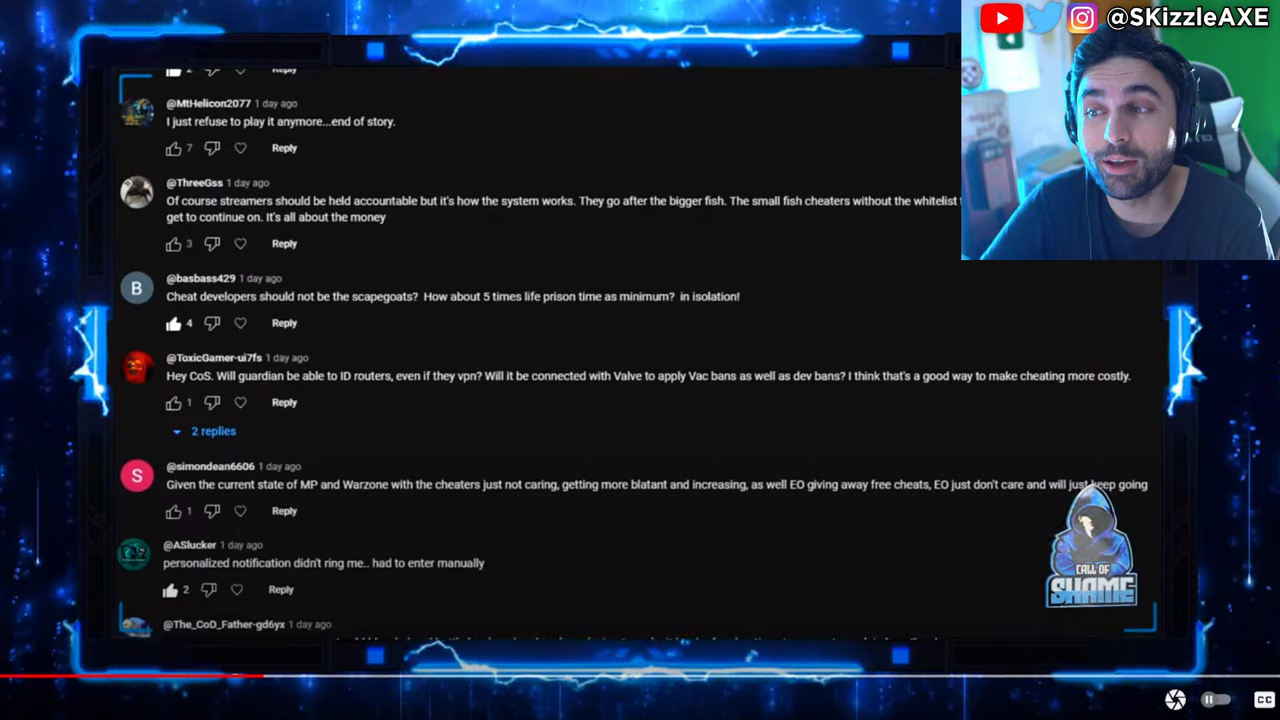 @SKizzleAXE
2 Reply
@MtHelicon2077 1 day ago
I just refuse to play it anymore...end of story.
7 Reply
@ThreeGss 1 day ago
Of course streamers should be held accountable but it's how the system works. They go after the bigger fish. The small fish cheaters without the whitelist
get to continue on. It's all about the money
3 Reply
B
@basbass429 1 day ago
Cheat developers should not be the scapegoats? How about 5 times life prison time as minimum? in isolation!
4 Reply
@ToxicGamer-ui7fs 1 day ago
Hey CoS. Will guardian be able to ID routers, even if they vpn? Will it be connected with Valve to apply Vac bans as well as dev bans? I think that's a good way to make cheating more costly.
1 Reply
2 replies
S
@simondean6606 1 day ago
Given the current state of MP and Warzone with the cheaters just not caring, getting more blatant and increasing, as well EO giving away free cheats, EO just don't care and will just keep going
1 Reply
@ASlucker 1 day ago
personalized notification didn't ring me.. had to enter manually
2 Reply
CALL OF
SHAME
@The_CoD_Father-gd6yx 1 day ago
CC